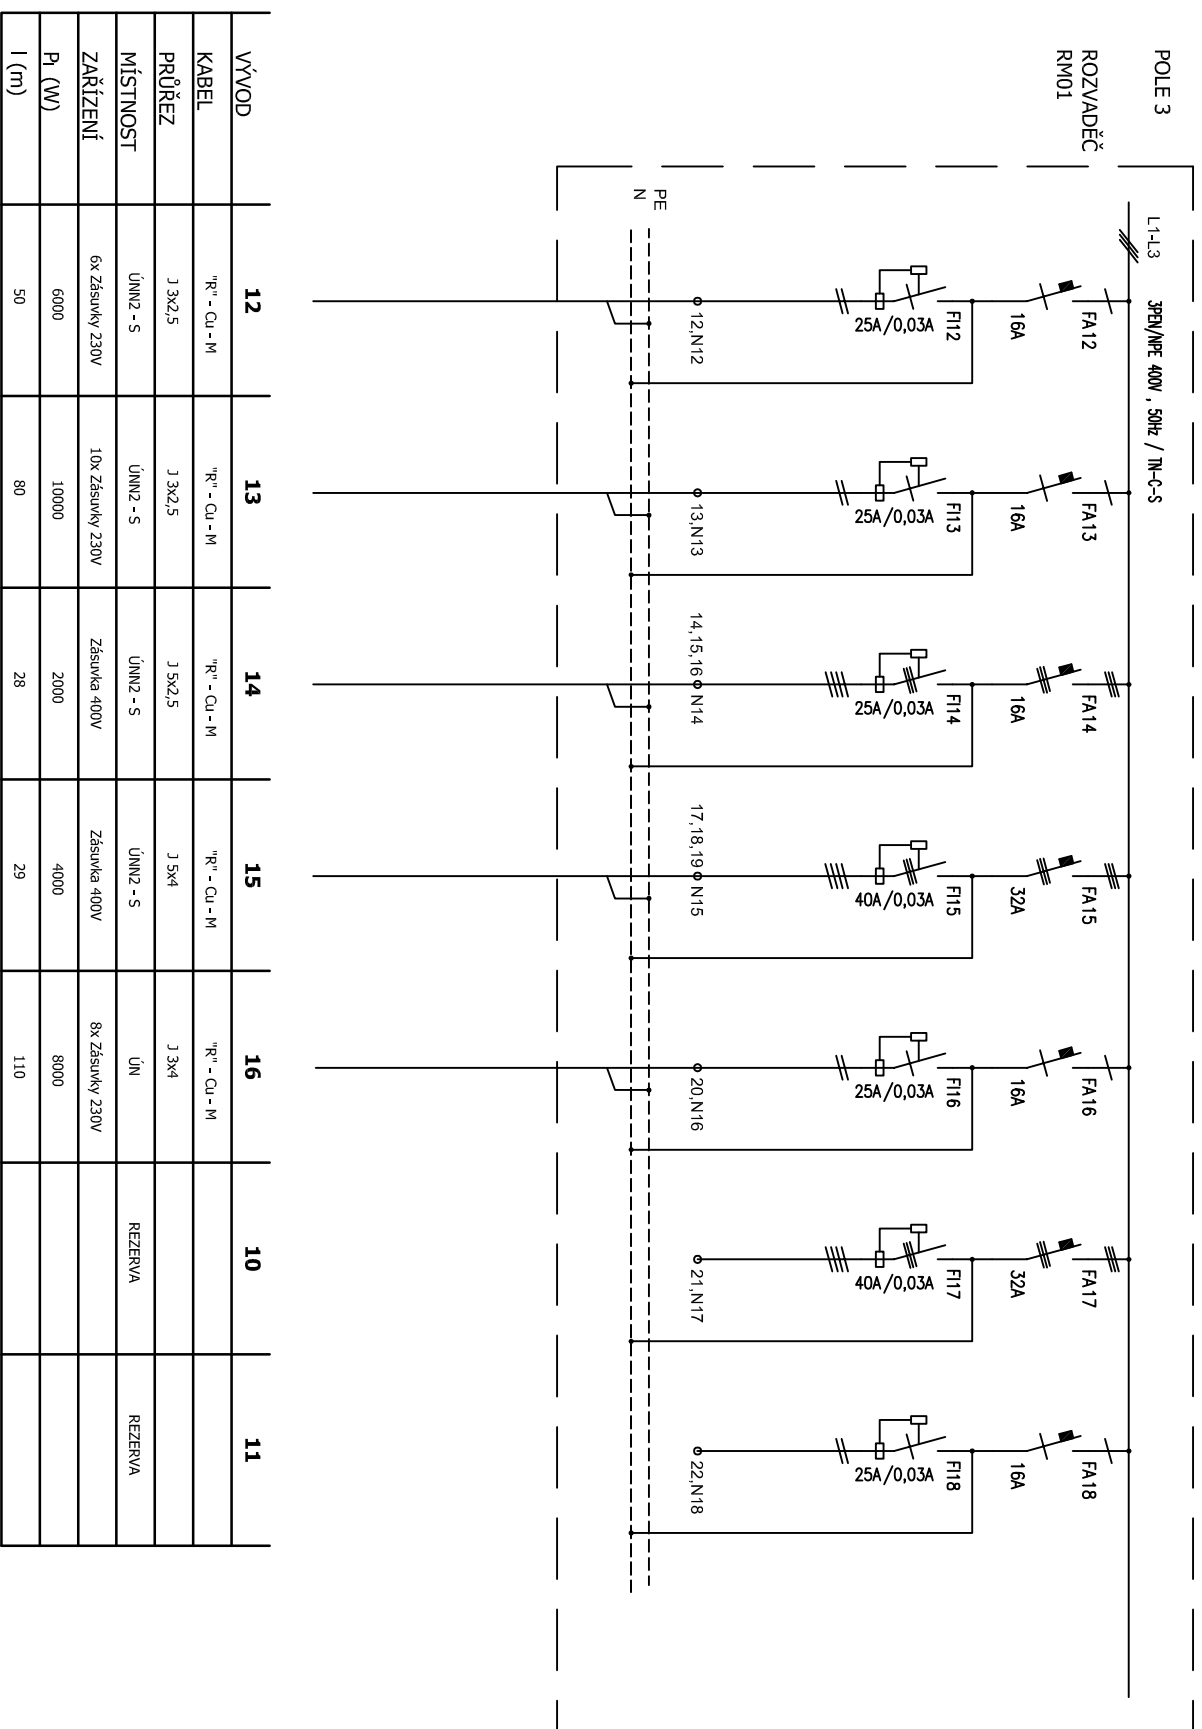 POLE 3
ROZVADĚČ
RM01
L1-L3
3PEN/NPE 400V , 50Hz / TN-C-S
FA12
16A
FI12
25A/0,03A
12,N12
FA13
16A
FI13
25A/0,03A
13,N13
FA14
16A
FI14
25A/0,03A
14,15,16 N14
FA15
32A
FI15
40A/0,03A
17,18,19 N15
FA16
16A
FI16
25A/0,03A
20,N16
FA17
32A
FI17
40A/0,03A
21,N17
FA18
16A
FI18
25A/0,03A
22,N18
PE
N
VÝVOD 12 13 14 15 16 10 11
KABEL "R" - Cu - M "R" - Cu - M "R" - Cu - M "R" - Cu - M "R" - Cu - M
PRŮŘEZ J 3x2,5 J 3x2,5 J 5x2,5 J 5x4 J 3x4
MÍSTNOST ÚNN2 - S ÚNN2 - S ÚNN2 - S ÚNN2 - S ÚN REZERVA REZERVA
ZAŘÍZENÍ 6x Zásuvky 230V 10x Zásuvky 230V Zásuvka 400V Zásuvka 400V 8x Zásuvky 230V
Pi (W) 6000 10000 2000 4000 8000
l (m) 50 80 28 29 110